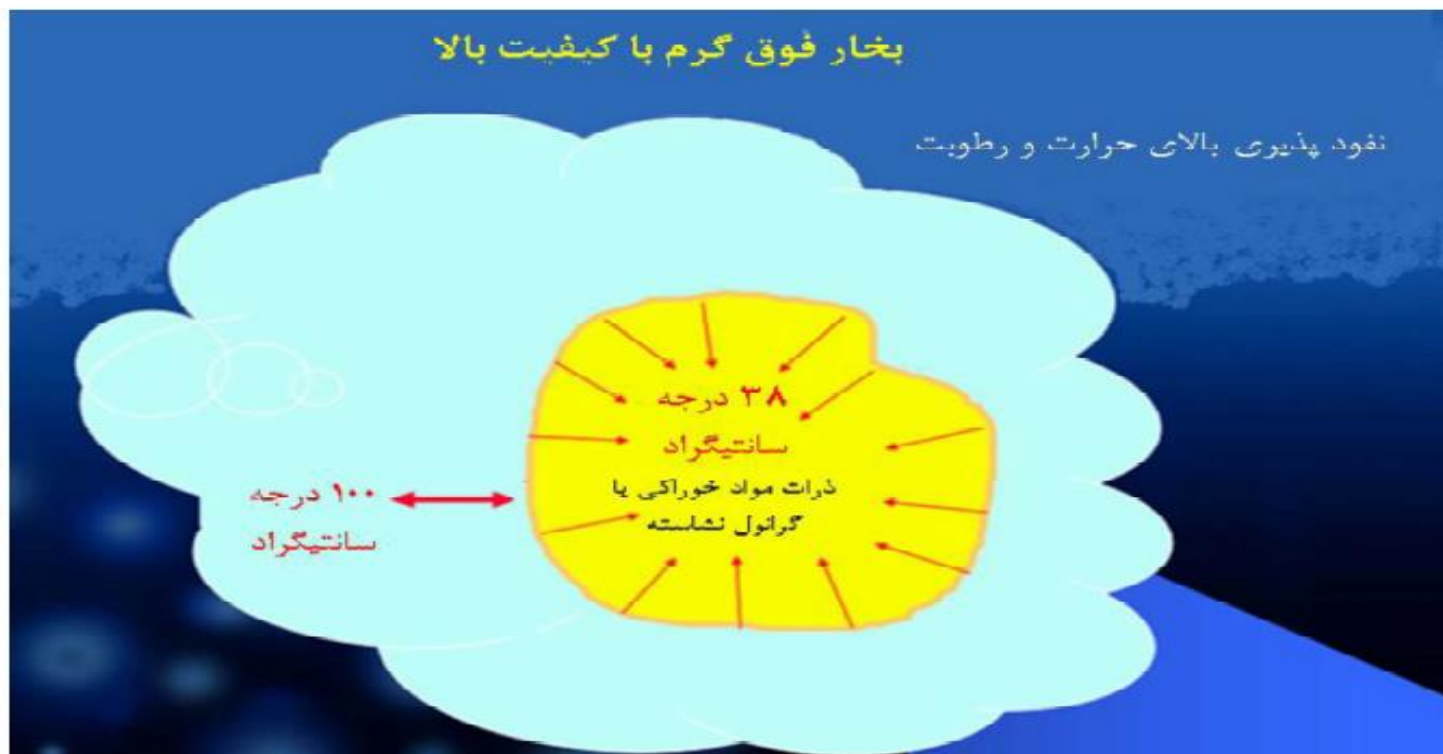 بخار فوق گرم با کیفیت بالا
نفود پذیری بالای حرارت و رطوبت
۳۸ درجه
سانتیگراد
ذرات مواد خوراکی یا
گرانول نشاسته
۱۰۰ درجه
سانتیگراد